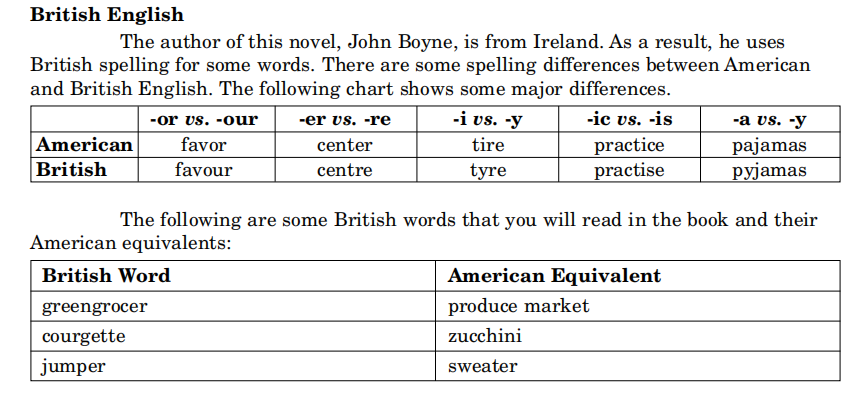 British English
The author of this novel, John Boyne, is from Ireland. As a result, he uses
British spelling for some words. There are some spelling differences between American
and British English. The following chart shows some major differences.
-or vs. -our -er vs. -re -i vs. -y -ic vs. -is -a vs. -y
American favor center tire practice pajamas
British favour centre tyre practise pyjamas
The following are some British words that you will read in the book and their
American equivalents:
British Word American Equivalent
greengrocer produce market
courgette zucchini
jumper sweater